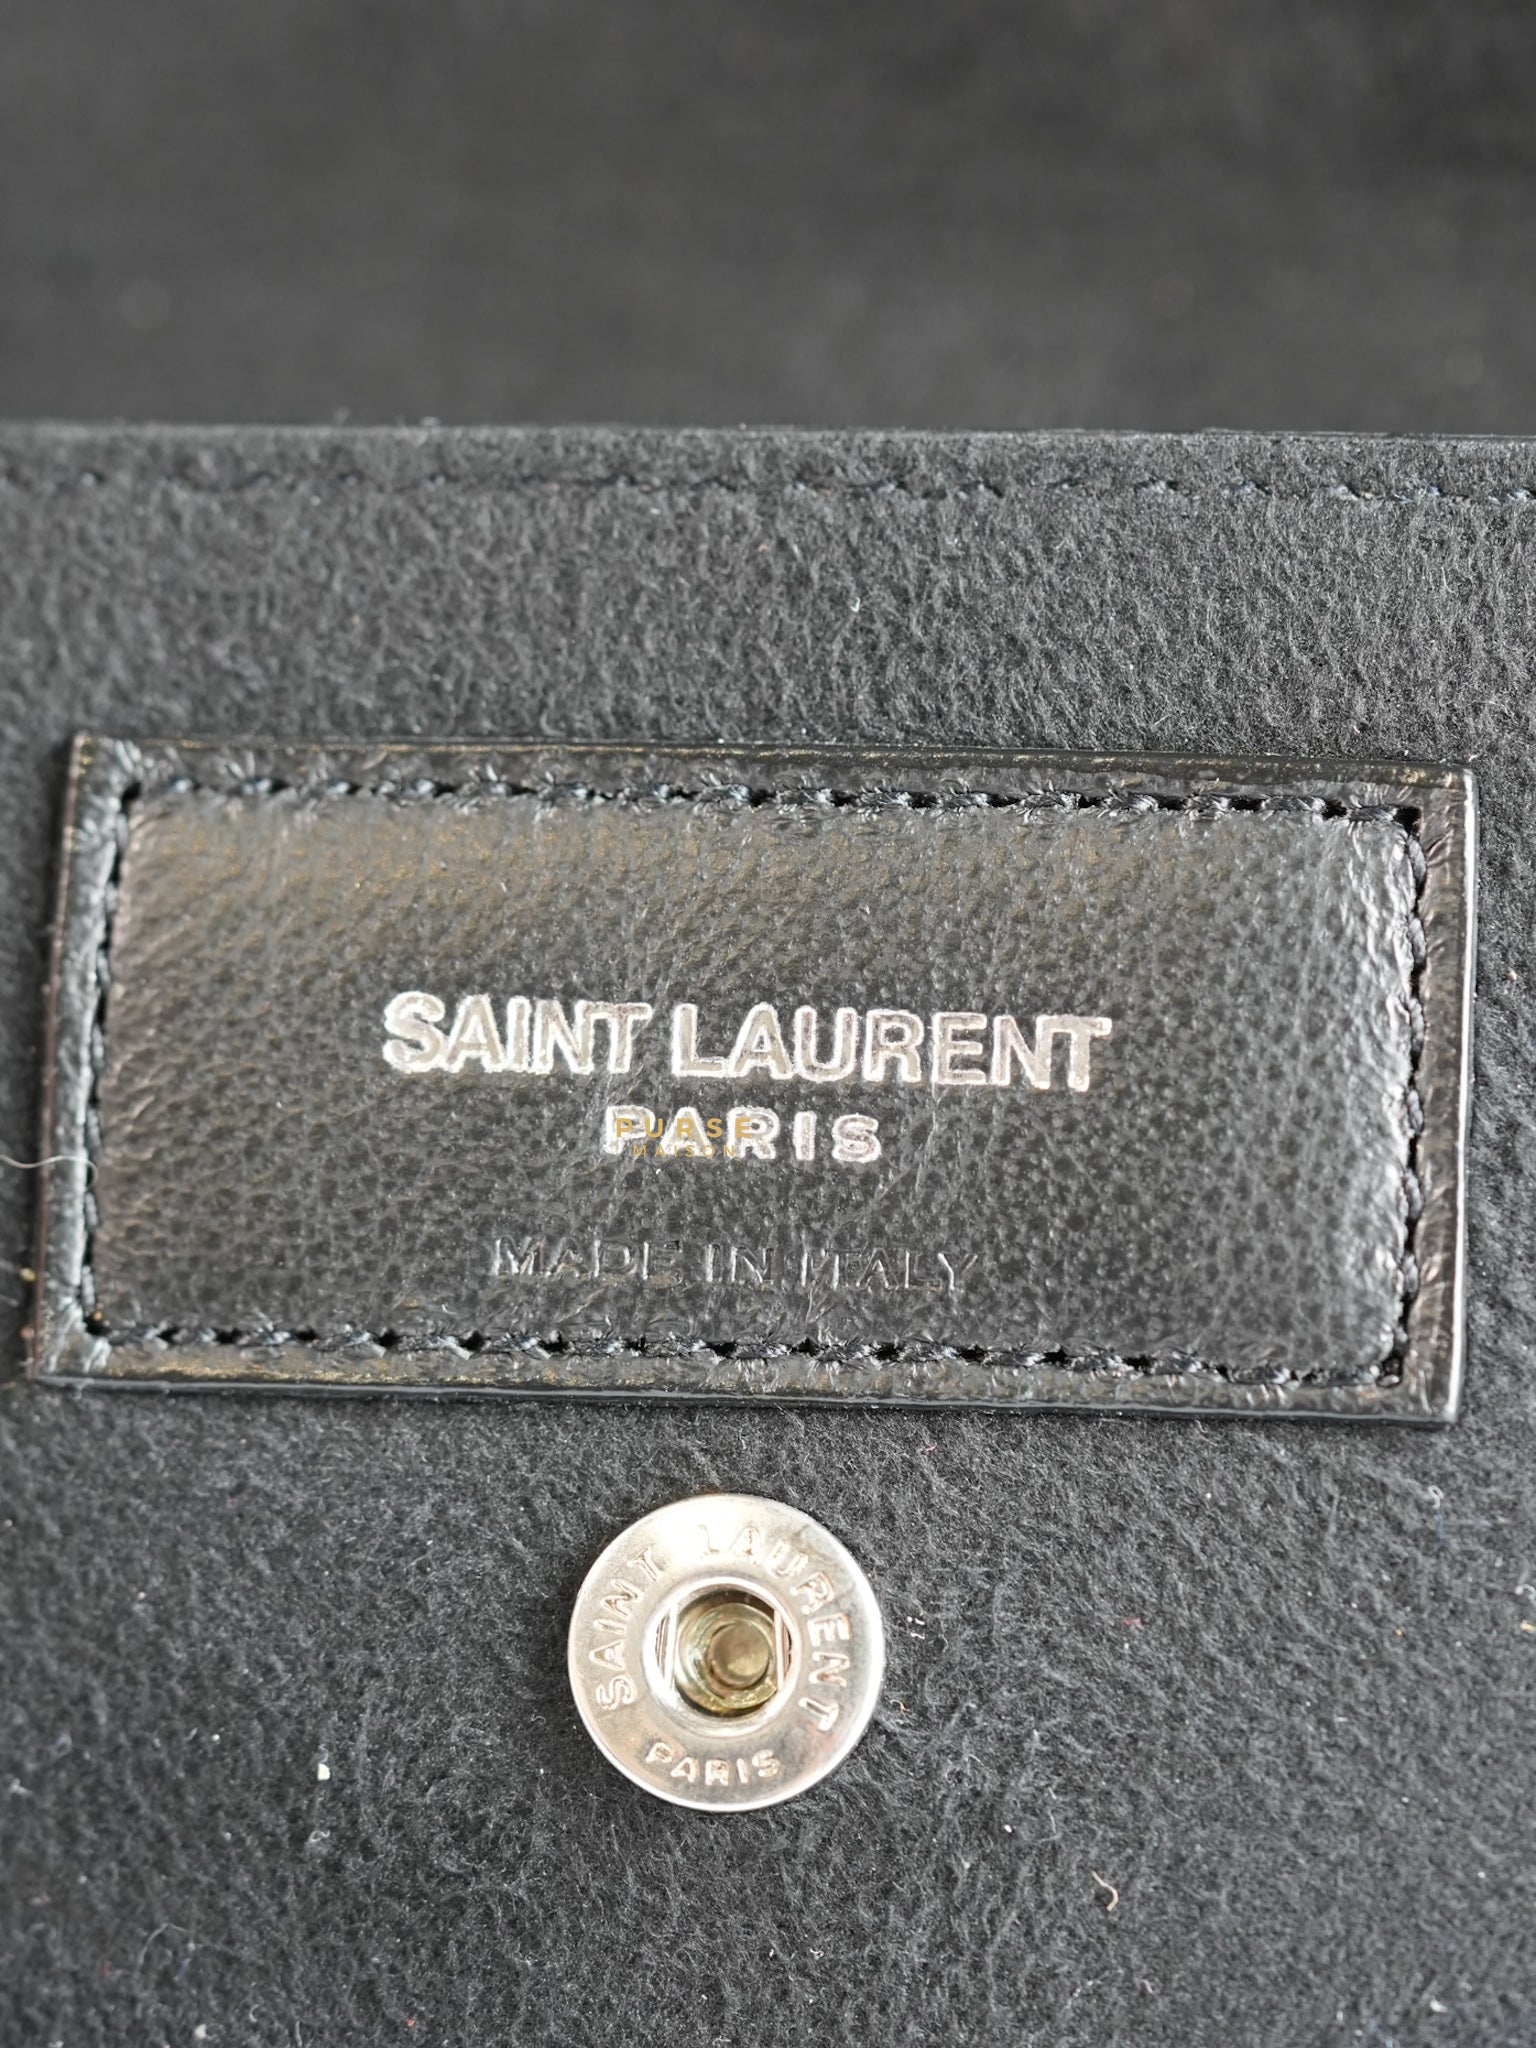 SAINT LAURENT
PARIS
PURSE
MAISON
MADE IN ITALY
SAINT LAURENT
PARIS